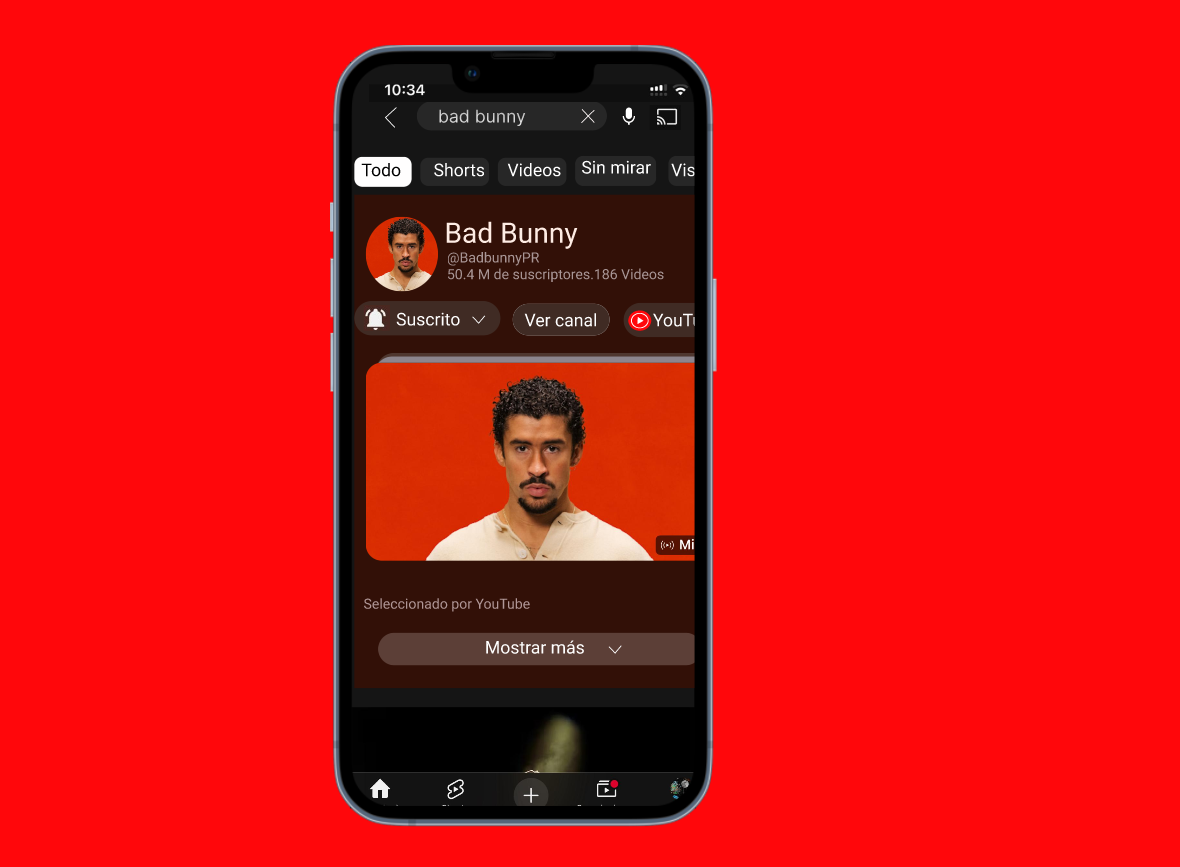 10:34
bad bunny
Todo Shorts Videos Sin mirar Vis
Bad Bunny
@BadbunnyPR
50.4 M de suscriptores.186 Videos
Suscrito Ver canal YouTu
Mi
Seleccionado por YouTube
Mostrar más